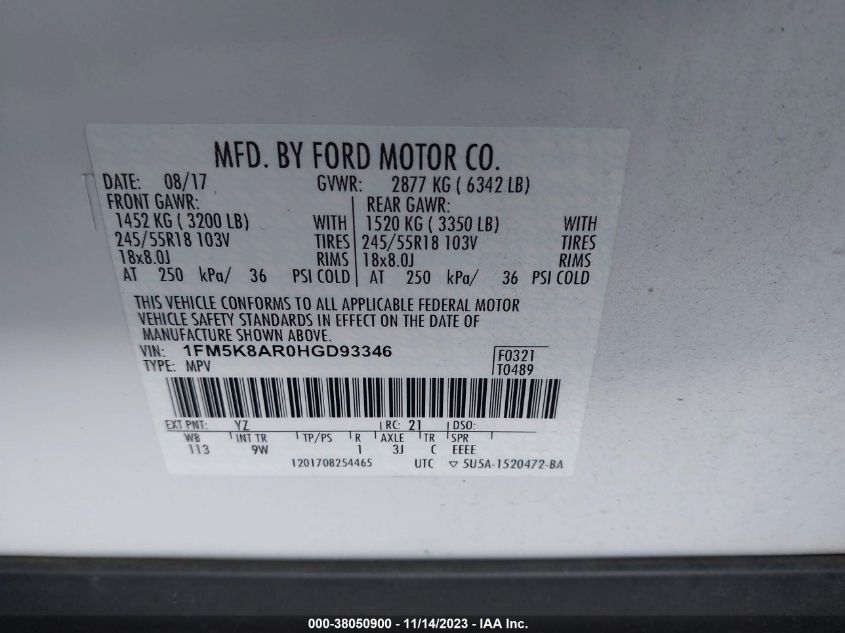 MFD. BY FORD MOTOR CO.
DATE: 08/17 GVWR: 2877 KG ( 6342 LB)
FRONT GAWR: REAR GAWR:
1452 KG ( 3200 LB) WITH 1520 KG ( 3350 LB) WITH
245/55R18 103V TIRES 245/55R18 103V TIRES
18x8.0J RIMS 18x8.0J RIMS
AT 250 kPa/ 36 PSI COLD AT 250 kPa/ 36 PSI COLD
THIS VEHICLE CONFORMS TO ALL APPLICABLE FEDERAL MOTOR
VEHICLE SAFETY STANDARDS IN EFFECT ON THE DATE OF
MANUFACTURE SHOWN ABOVE.
VIN: 1FM5K8AR0HGD93346 F0321
TYPE: MPV T0489
EXT PNT: YZ RC: 21 DSO:
WB INT TR TP/PS R AXLE TR SPR
113 9W 1 3J C EEEE
1201708254465 UTC ▽ 5U5A-1520472-BA
000-38050900 - 11/14/2023 - IAA Inc.